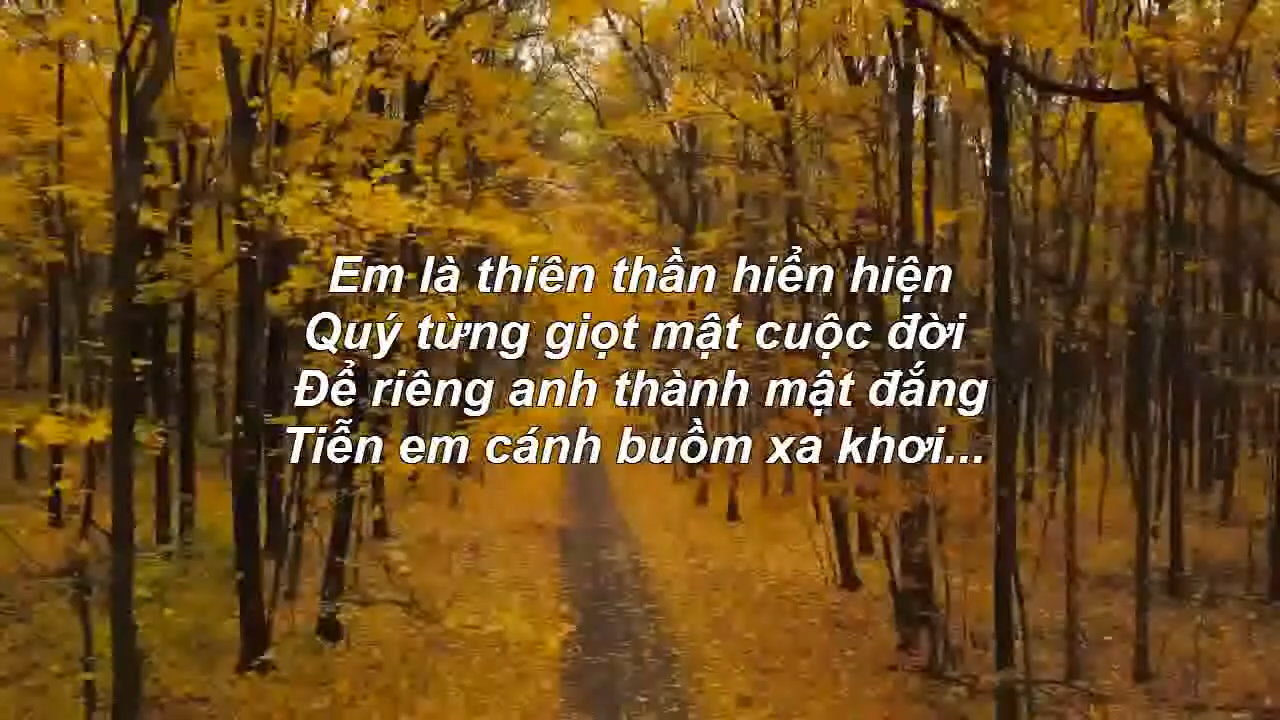 Em là thiên thần hiển hiện
Quý từng giọt mật cuộc đời
Để riêng anh thành mật đắng
Tiễn em cánh buồm xa khơi...